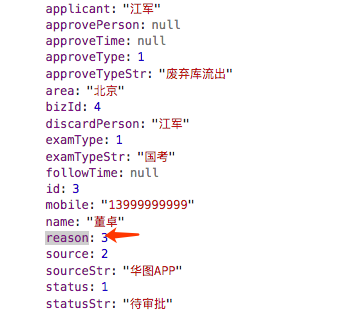 applicant: "江军"
approvePerson: null
approveTime: null
approveType: 1
approveTypeStr: "废弃库流出"
area: "北京"
bizId: 4
discardPerson: "江军"
examType: 1
examTypeStr: "国考"
followTime: null
id: 3
mobile: "13999999999"
name: "董卓"
reason: 3
source: 2
sourceStr: "华图APP"
status: 1
statusStr: "待审批"